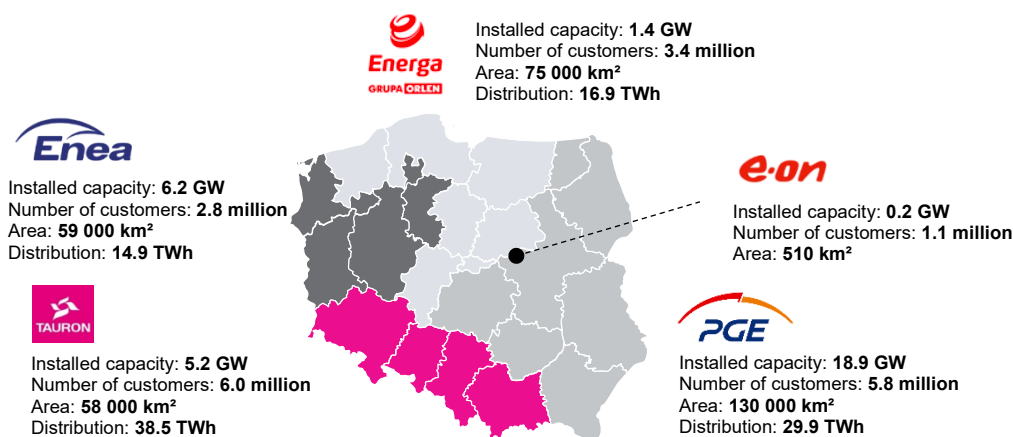 Energa
GRUPA ORLEN
Installed capacity: 1.4 GW
Number of customers: 3.4 million
Area: 75 000 km²
Distribution: 16.9 TWh
Enea
Installed capacity: 6.2 GW
Number of customers: 2.8 million
Area: 59 000 km²
Distribution: 14.9 TWh
e·on
Installed capacity: 0.2 GW
Number of customers: 1.1 million
Area: 510 km²
TAURON
Installed capacity: 5.2 GW
Number of customers: 6.0 million
Area: 58 000 km²
Distribution: 38.5 TWh
PGE
Installed capacity: 18.9 GW
Number of customers: 5.8 million
Area: 130 000 km²
Distribution: 29.9 TWh